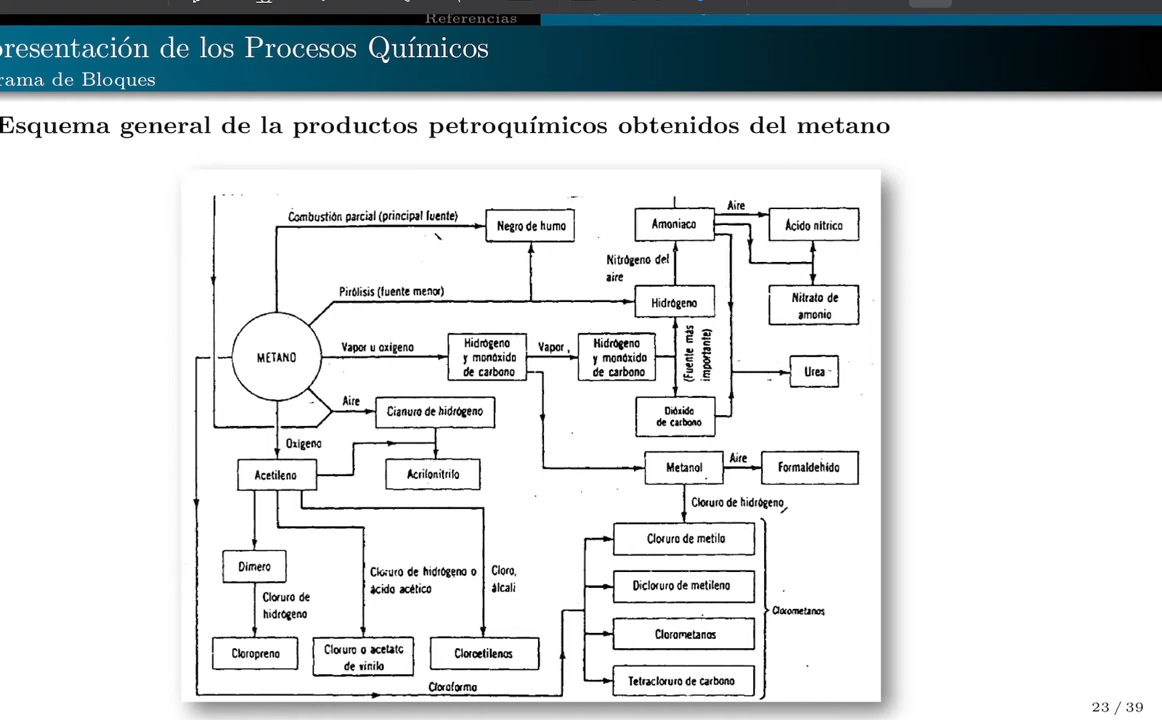 Referencias
presentación de los Procesos Químicos
rama de Bloques
Esquema general de la productos petroquímicos obtenidos del metano
Combustión parcial (principal fuente)
Negro de humo
Amoniaco
Aire
Ácido nítrico
Nitrógeno del
aire
Pirólisis (fuente menor)
Hidrógeno
Nitrato de
amonio
METANO
Vapor u oxígeno
Hidrógeno
y monóxido
de carbono
Vapor
Hidrógeno
y monóxido
de carbono
(Fuente más
importante)
Urea
Aire
Cianuro de hidrógeno
Dióxido
de carbono
Oxígeno
Acetileno
Acrilonitrilo
Metanol
Aire
Formaldehído
Cloruro de hidrógeno
Cloruro de metilo
Dímero
Cloruro de hidrógeno o
ácido acético
Cloro,
álcali
Dicloruro de metileno
Clorometanos
Cloruro de
hidrógeno
Clorometanos
Cloropreno
Cloruro o acetato
de vinilo
Cloroetilenos
Tetracloruro de carbono
Cloroformo
23 / 39